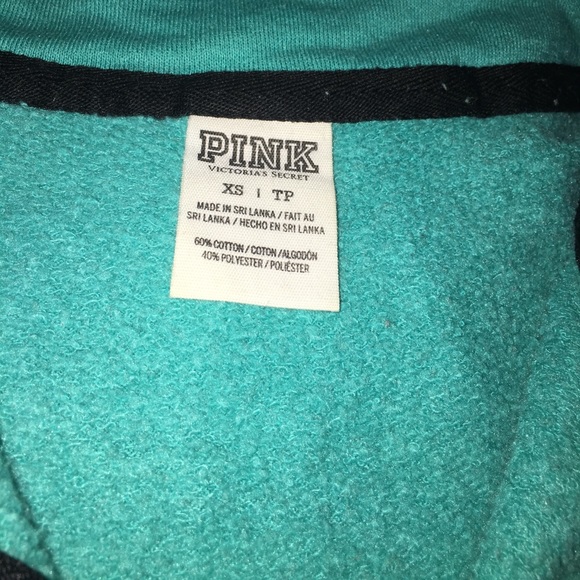 PINK
VICTORIA'S SECRET
XS | TP
MADE IN SRI LANKA / FAIT AU
SRI LANKA / HECHO EN SRI LANKA
60% COTTON / COTON / ALGODÓN
40% POLYESTER / POLIÉSTER